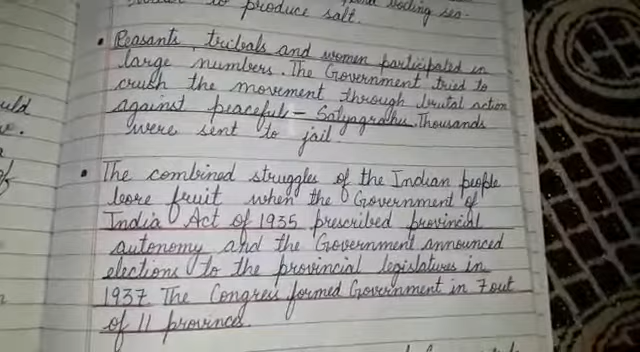 to produce salt.
• Peasants, tribals and women participated in
large numbers. The Government tried to
crush the movement through brutal action
against peaceful - Satyagrahis. Thousands
were sent to jail.
• The combined struggles of the Indian people
bore fruit when the Government of
India Act of 1935 prescribed provincial
autonomy and the Government announced
elections to the provincial legislatures in
1937. The Congress formed Government in 7 out
of 11 provinces.